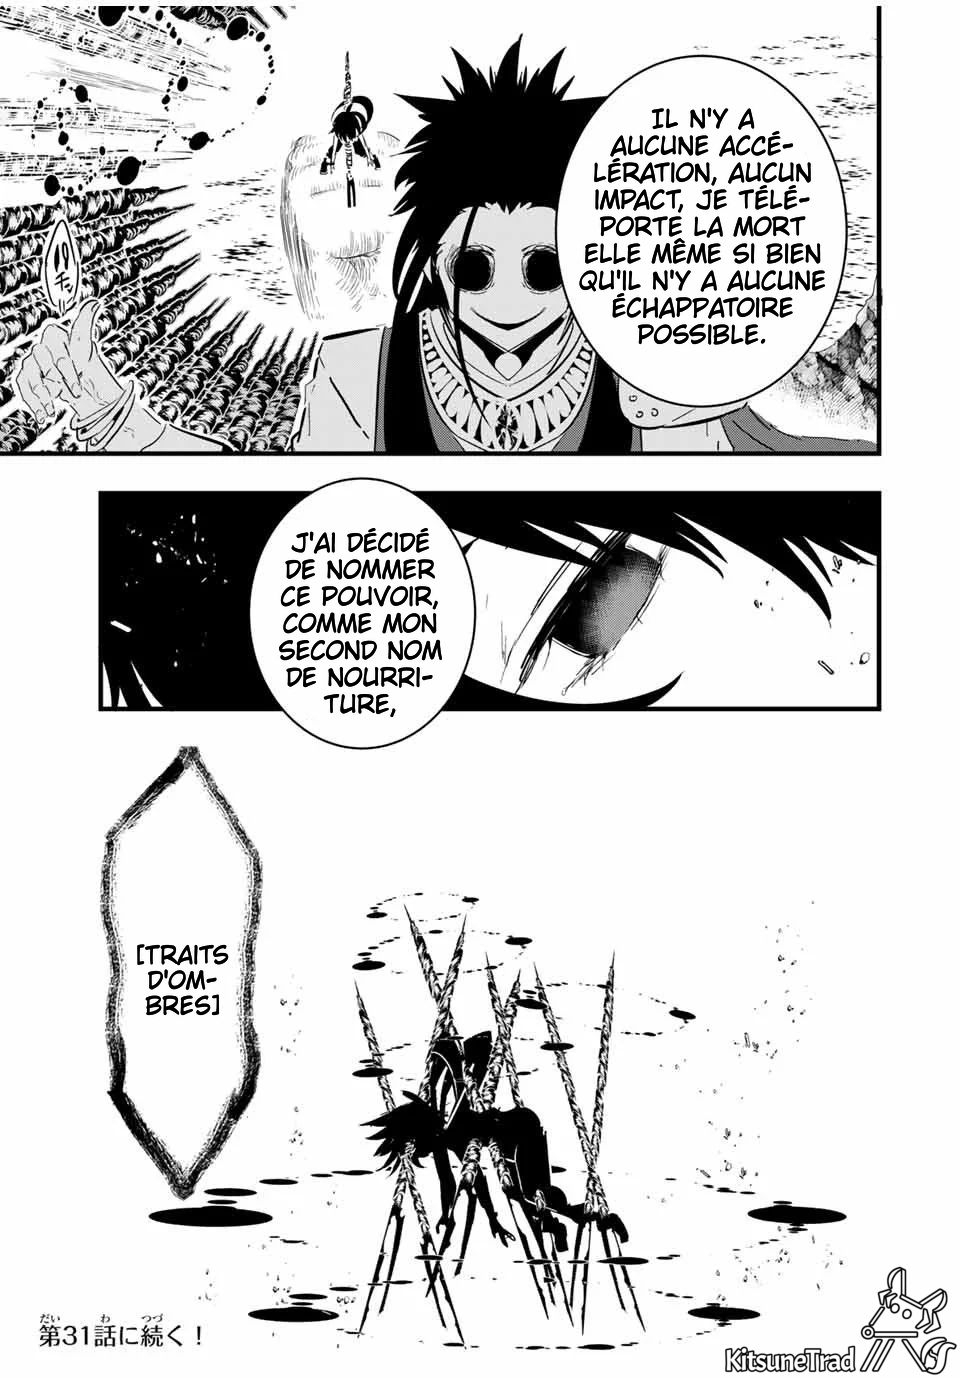 IL N'Y A
AUCUNE ACCÉ-
LÉRATION, AUCUN
IMPACT, JE TÉLÉ-
PORTE LA MORT
ELLE MÊME SI BIEN
QU'IL N'Y A AUCUNE
ÉCHAPPATOIRE
POSSIBLE.
J'AI DÉCIDÉ
DE NOMMER
CE POUVOIR,
COMME MON
SECOND NOM
DE NOURRI-
TURE,
[TRAITS
D'OM-
BRES]
第31話に続く！
KitsuneTrad